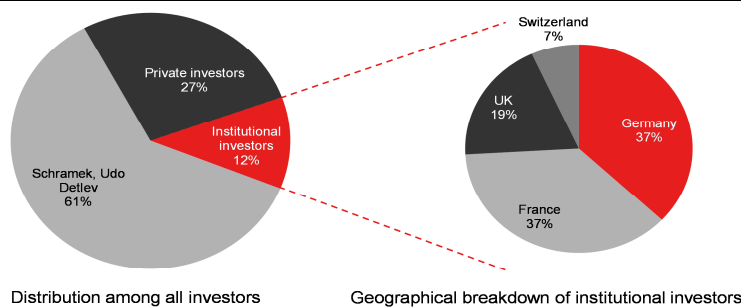 Private investors
27%
Institutional
investors
12%
Schramek, Udo
Detlev
61%
Distribution among all investors
Switzerland
7%
UK
19%
Germany
37%
France
37%
Geographical breakdown of institutional investors